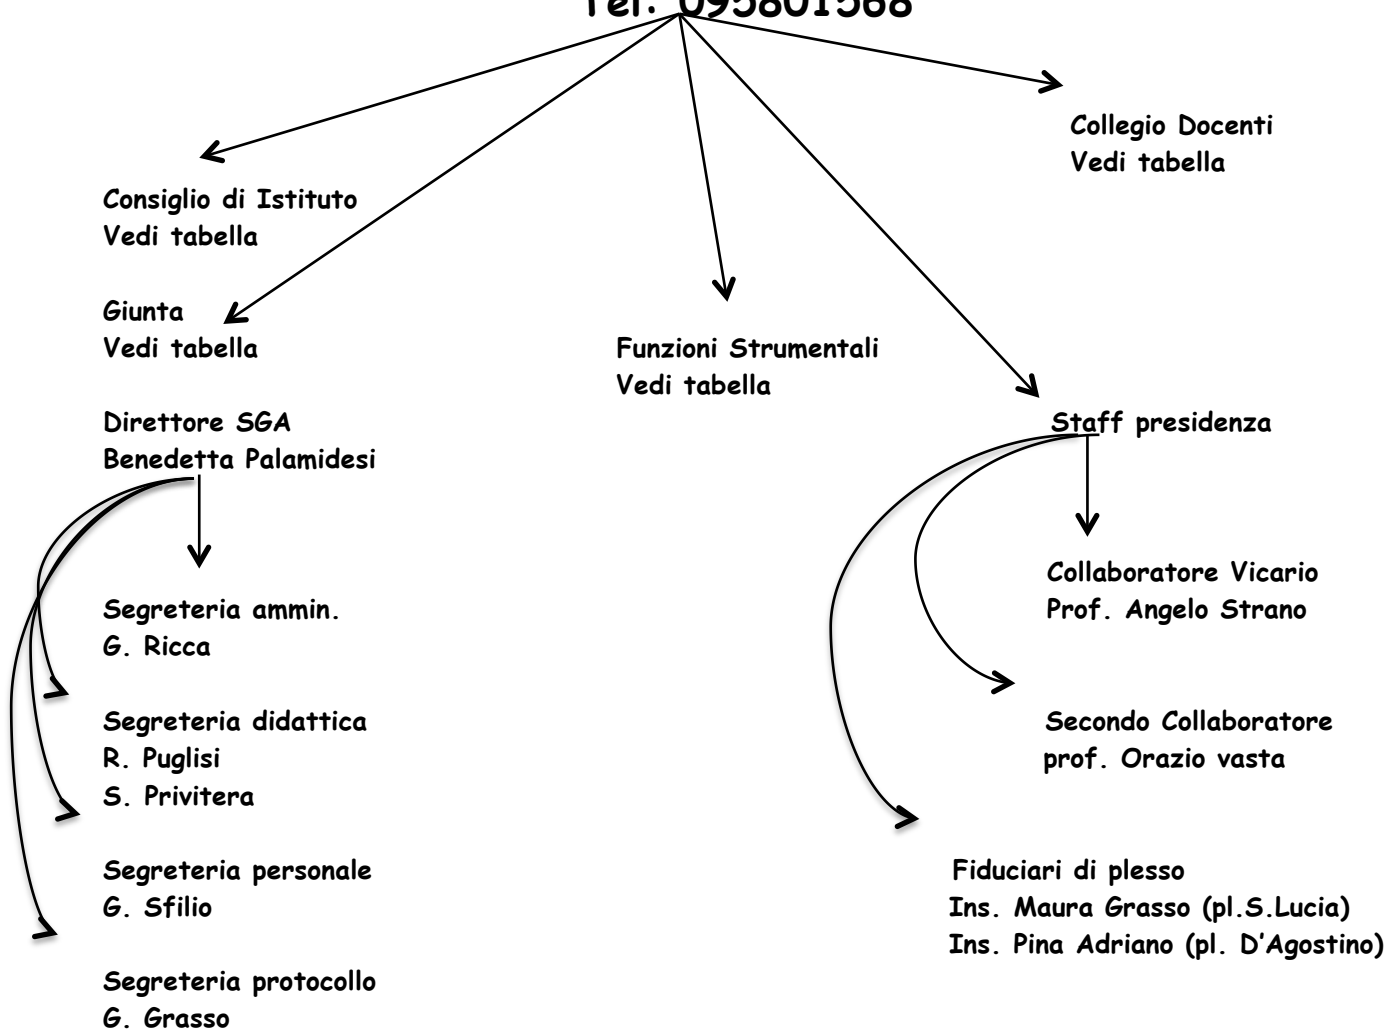 Tel. 095801568
Collegio Docenti
Vedi tabella
Consiglio di Istituto
Vedi tabella
Giunta
Vedi tabella
Funzioni Strumentali
Vedi tabella
Direttore SGA
Benedetta Palamidesi
Staff presidenza
Segreteria ammin.
G. Ricca
Segreteria didattica
R. Puglisi
S. Privitera
Segreteria personale
G. Sfilio
Segreteria protocollo
G. Grasso
Collaboratore Vicario
Prof. Angelo Strano
Secondo Collaboratore
prof. Orazio vasta
Fiduciari di plesso
Ins. Maura Grasso (pl.S.Lucia)
Ins. Pina Adriano (pl. D’Agostino)